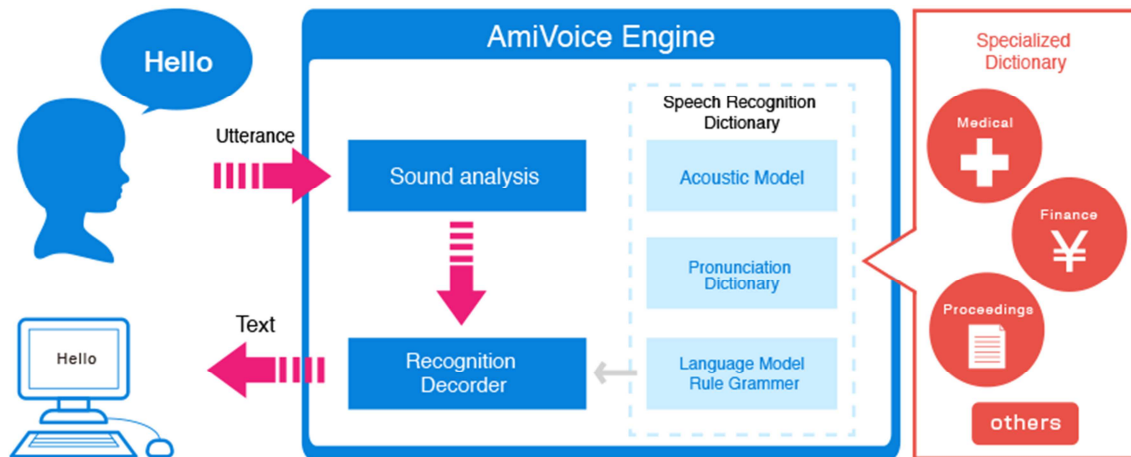 AmiVoice Engine
Hello
Utterance
Sound analysis
Speech Recognition
Dictionary
Acoustic Model
Pronunciation
Dictionary
Language Model
Rule Grammer
Recognition
Decorder
Text
Hello
Specialized
Dictionary
Medical
Finance
¥
Proceedings
others